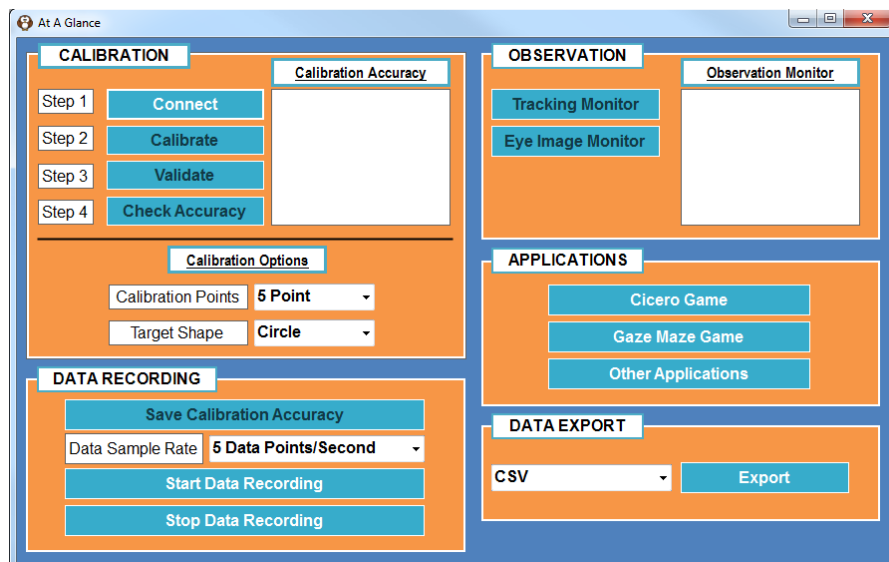 At A Glance
CALIBRATION
Calibration Accuracy
Step 1
Connect
Step 2
Calibrate
Step 3
Validate
Step 4
Check Accuracy
Calibration Options
Calibration Points
5 Point
Target Shape
Circle
DATA RECORDING
Save Calibration Accuracy
Data Sample Rate
5 Data Points/Second
Start Data Recording
Stop Data Recording
OBSERVATION
Observation Monitor
Tracking Monitor
Eye Image Monitor
APPLICATIONS
Cicero Game
Gaze Maze Game
Other Applications
DATA EXPORT
CSV
Export